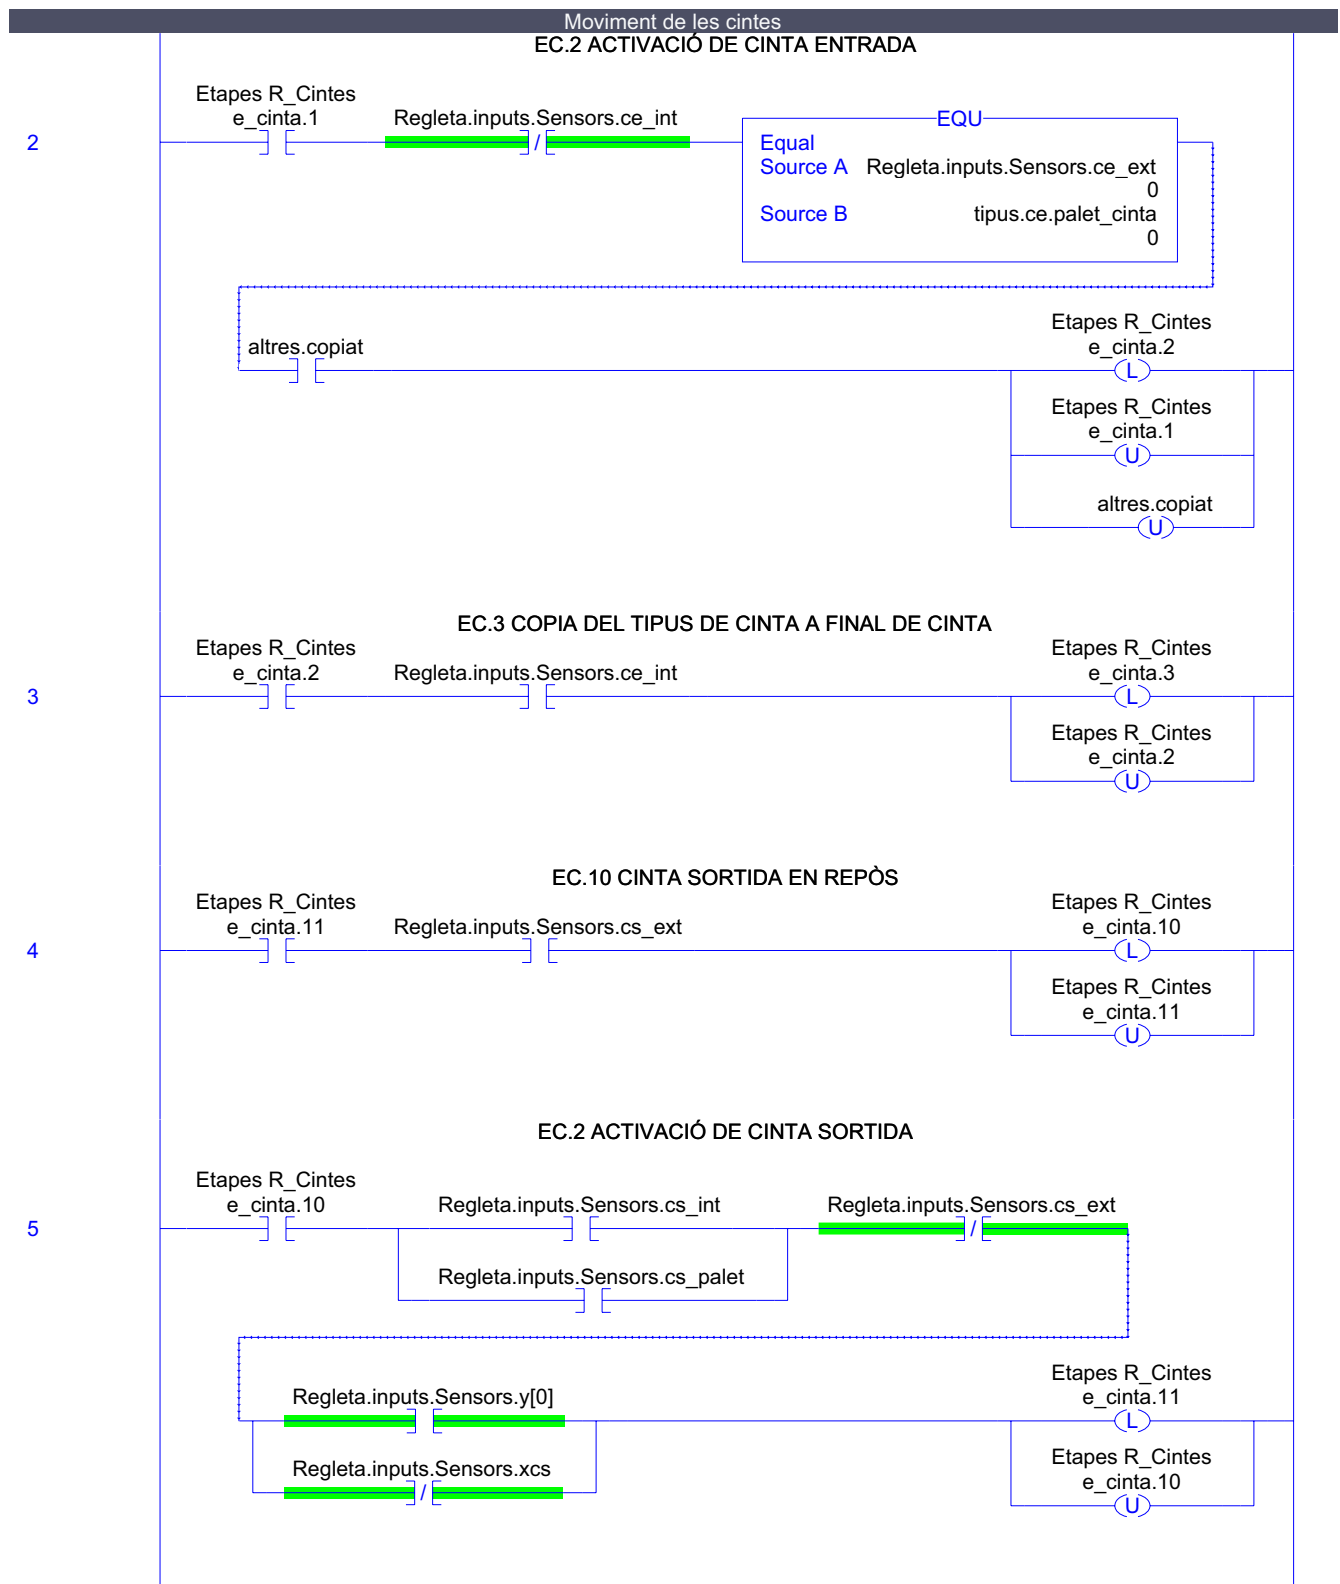 Moviment de les cintes
EC.2 ACTIVACIÓ DE CINTA ENTRADA
Etapes R_Cintes
e_cinta.1
Regleta.inputs.Sensors.ce_int
2
/
EQU
Equal
Source A Regleta.inputs.Sensors.ce_ext
0
Source B tipus.ce.palet_cinta
0
altres.copiat
Etapes R_Cintes
e_cinta.2
L
Etapes R_Cintes
e_cinta.1
U
altres.copiat
U
EC.3 COPIA DEL TIPUS DE CINTA A FINAL DE CINTA
Etapes R_Cintes
e_cinta.2
Regleta.inputs.Sensors.ce_int
Etapes R_Cintes
e_cinta.3
3
L
Etapes R_Cintes
e_cinta.2
U
EC.10 CINTA SORTIDA EN REPÒS
Etapes R_Cintes
e_cinta.11
Regleta.inputs.Sensors.cs_ext
Etapes R_Cintes
e_cinta.10
4
L
Etapes R_Cintes
e_cinta.11
U
EC.2 ACTIVACIÓ DE CINTA SORTIDA
Etapes R_Cintes
e_cinta.10
Regleta.inputs.Sensors.cs_int
Regleta.inputs.Sensors.cs_ext
5
/
Regleta.inputs.Sensors.cs_palet
Regleta.inputs.Sensors.y[0]
Etapes R_Cintes
e_cinta.11
L
Regleta.inputs.Sensors.xcs
/
Etapes R_Cintes
e_cinta.10
U